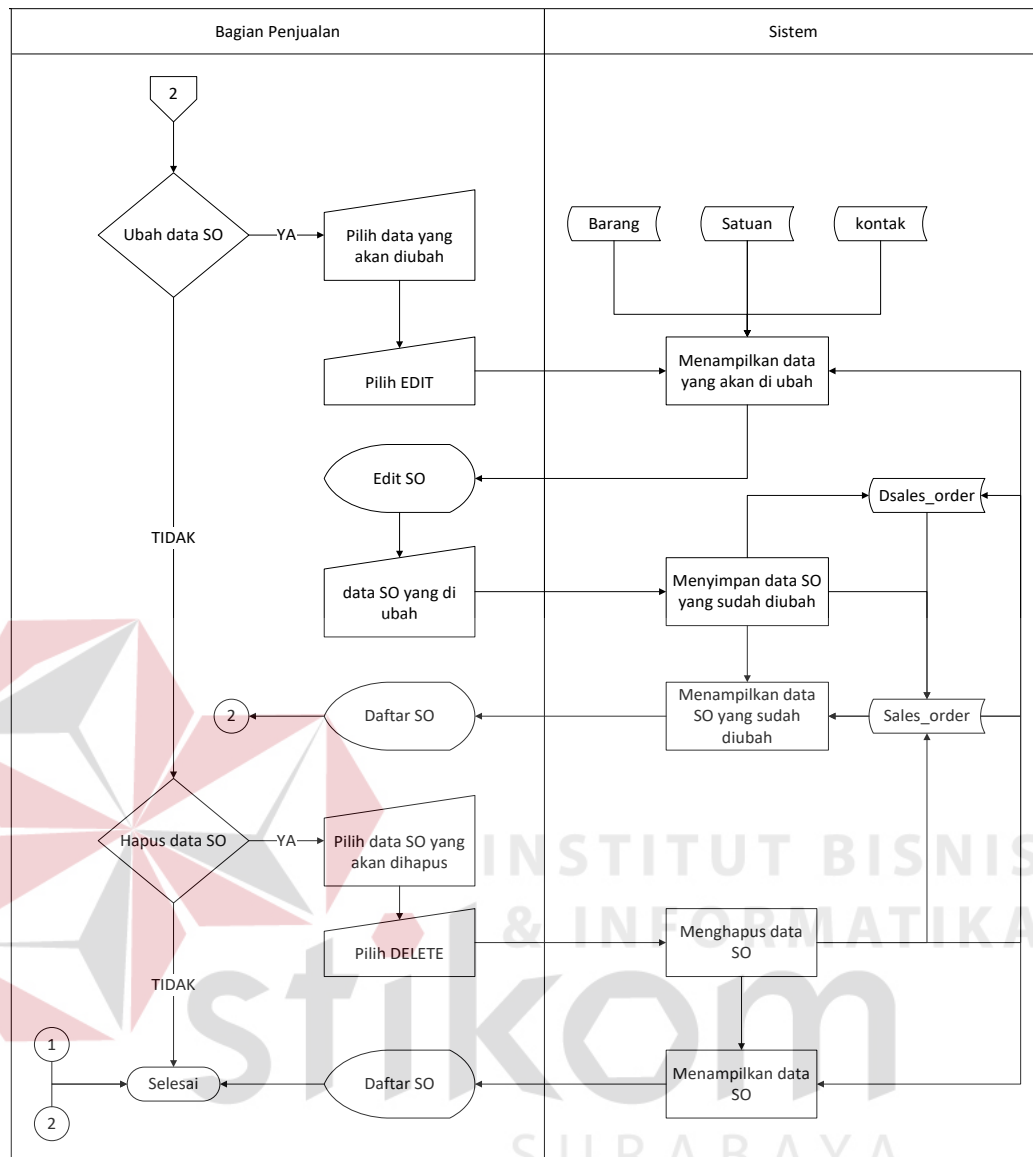 Bagian Penjualan
Sistem
2
Ubah data SO
YA
Pilih data yang
akan diubah
Barang
Satuan
kontak
Pilih EDIT
Menampilkan data
yang akan di ubah
Edit SO
Dsales_order
TIDAK
data SO yang di
ubah
Menyimpan data SO
yang sudah diubah
2
Daftar SO
Menampilkan data
SO yang sudah
diubah
Sales_order
Hapus data SO
YA
Pilih data SO yang
akan dihapus
INSTITUT BISNIS
& INFORMATIKA
Pilih DELETE
Menghapus data
SO
TIDAK
stikom
1
Selesai
Daftar SO
Menampilkan data
SO
2
SURABAYA